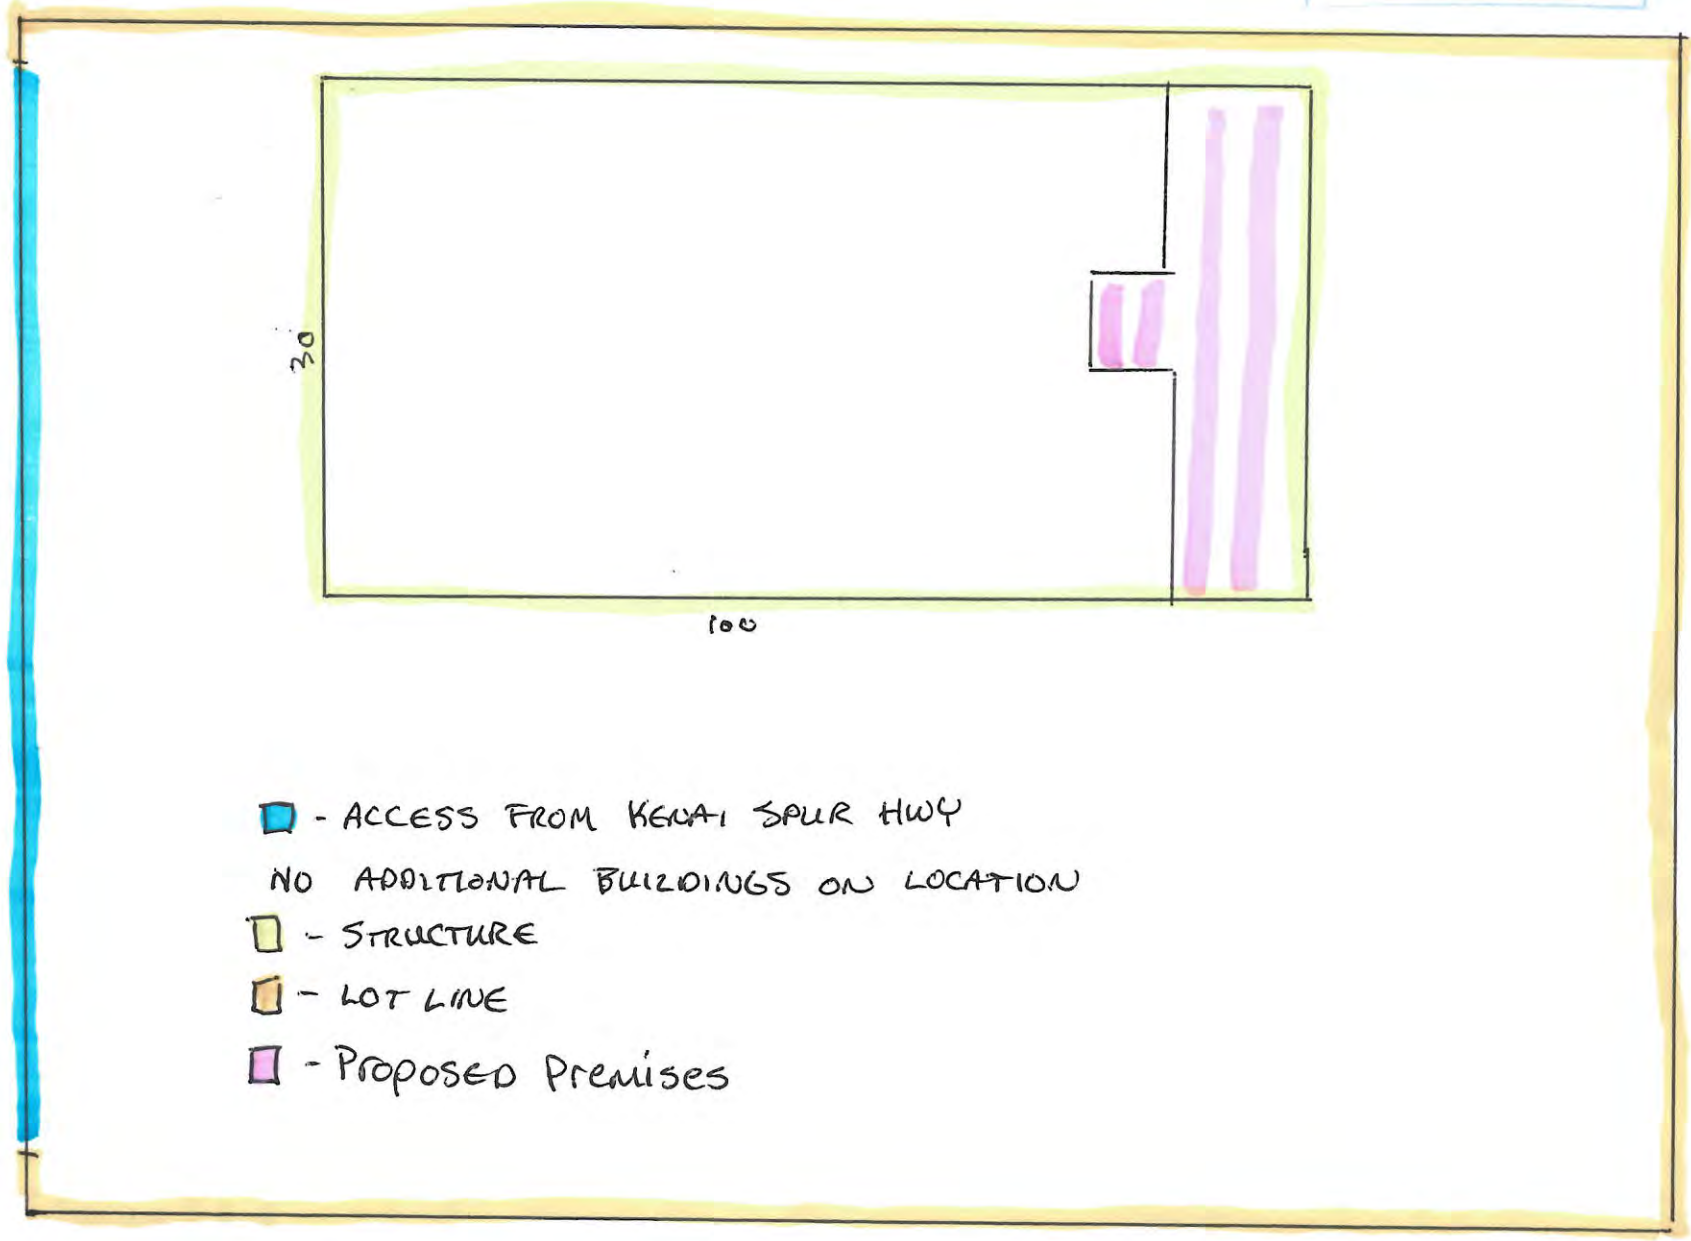 30
100
- ACCESS FROM KENAI SPUR HWY
NO ADDITIONAL BUILDINGS ON LOCATION
- STRUCTURE
- LOT LINE
- PROPOSED PREMISES